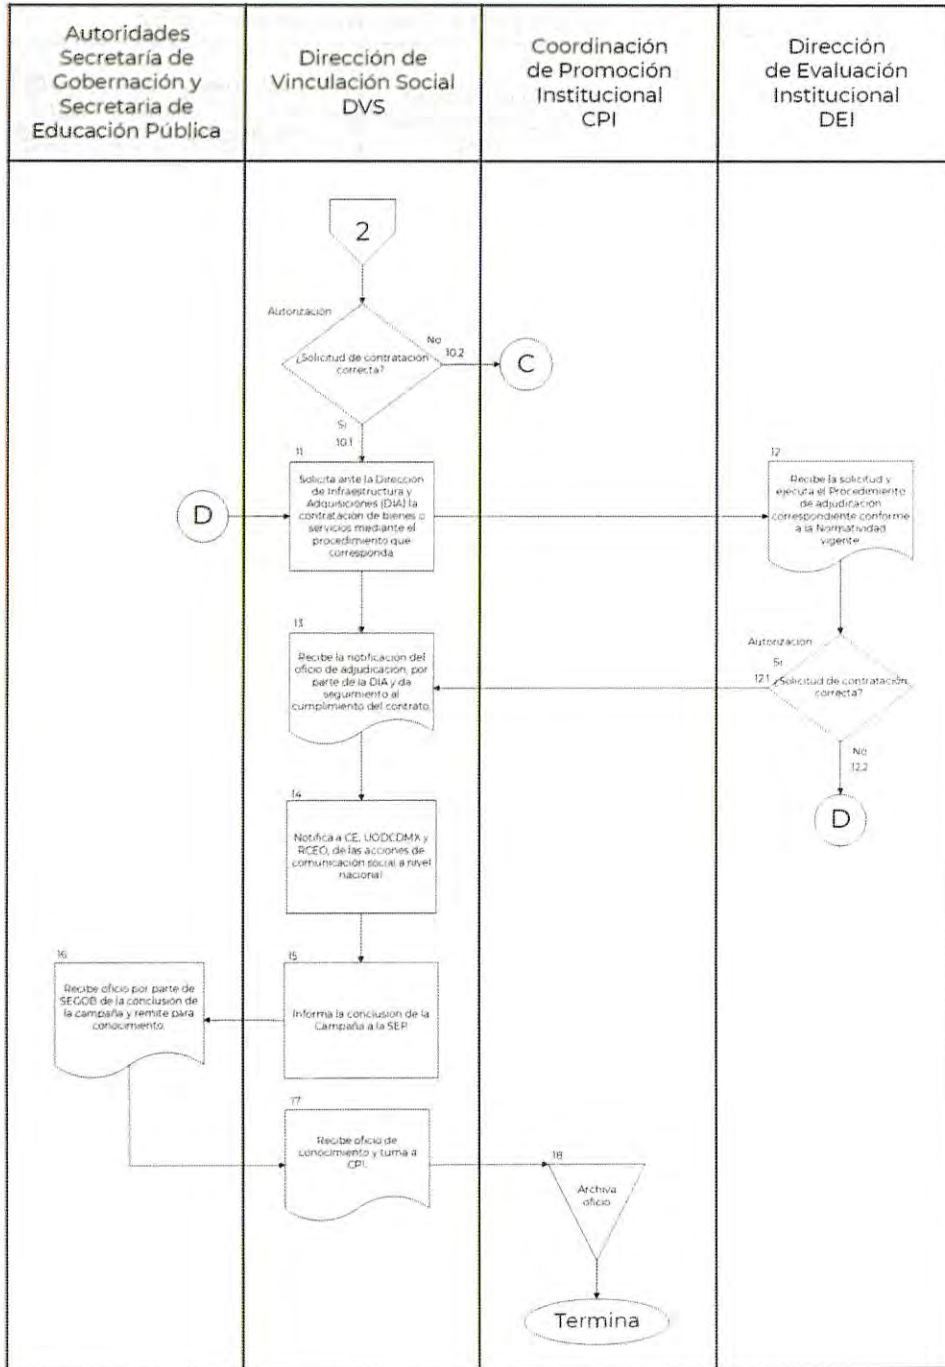 Autoridades
Secretaría de
Gobernación y
Secretaria de
Educación Pública
Dirección de
Vinculación Social
DVS
Coordinación
de Promoción
Institucional
CPI
Dirección
de Evaluación
Institucional
DEI
2
Autorización
¿Solicitud de contratación
correcta?
No
10.2
C
Si
10.1
11
Solicita ante la Dirección
de Infraestructura y
Adquisiciones (DIA) la
contratación de bienes o
servicios mediante el
procedimiento que
corresponda
D
12
Recibe la solicitud y
ejecuta el Procedimiento
de adjudicación
correspondiente conforme
a la Normatividad
vigente
Autorización
Si
12.1
¿Solicitud de contratación
correcta?
No
12.2
D
13
Recibe la notificación del
oficio de adjudicación, por
parte de la DIA y da
seguimiento al
cumplimiento del contrato.
14
Notifica a CE, UODCDMX y
RCEO, de las acciones de
comunicación social a nivel
nacional
15
Informa la conclusión de la
Campaña a la SEP.
16
Recibe oficio por parte de
SEGOB de la conclusión de
la campaña y remite para
conocimiento.
17
Recibe oficio de
conocimiento y turna a
CPI.
18
Archiva
oficio
Termina